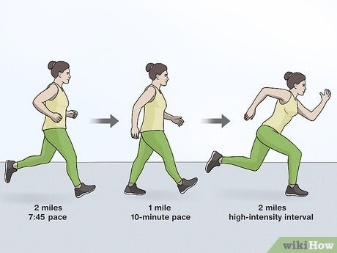 2 miles
7:45 pace
1 mile
10-minute pace
2 miles
high-intensity interval
wikiHow